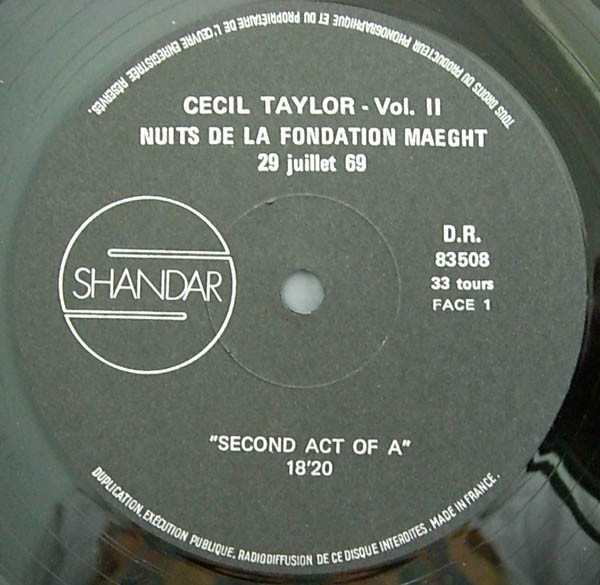 TOUS DROITS DU PRODUCTEUR PHONOGRAPHIQUE ET DU PROPRIÉTAIRE DE L'ŒUVRE ENREGISTRÉE RÉSERVÉS.
CECIL TAYLOR - Vol. II
NUITS DE LA FONDATION MAEGHT
29 juillet 69
SHANDAR
D.R.
83508
33 tours
FACE 1
"SECOND ACT OF A"
18'20
DUPLICATION, EXÉCUTION PUBLIQUE, RADIODIFFUSION DE CE DISQUE INTERDITES, MADE IN FRANCE.